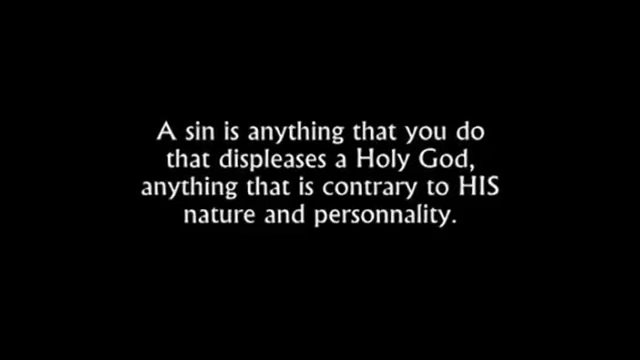 A sin is anything that you do
that displeases a Holy God,
anything that is contrary to HIS
nature and personnality.